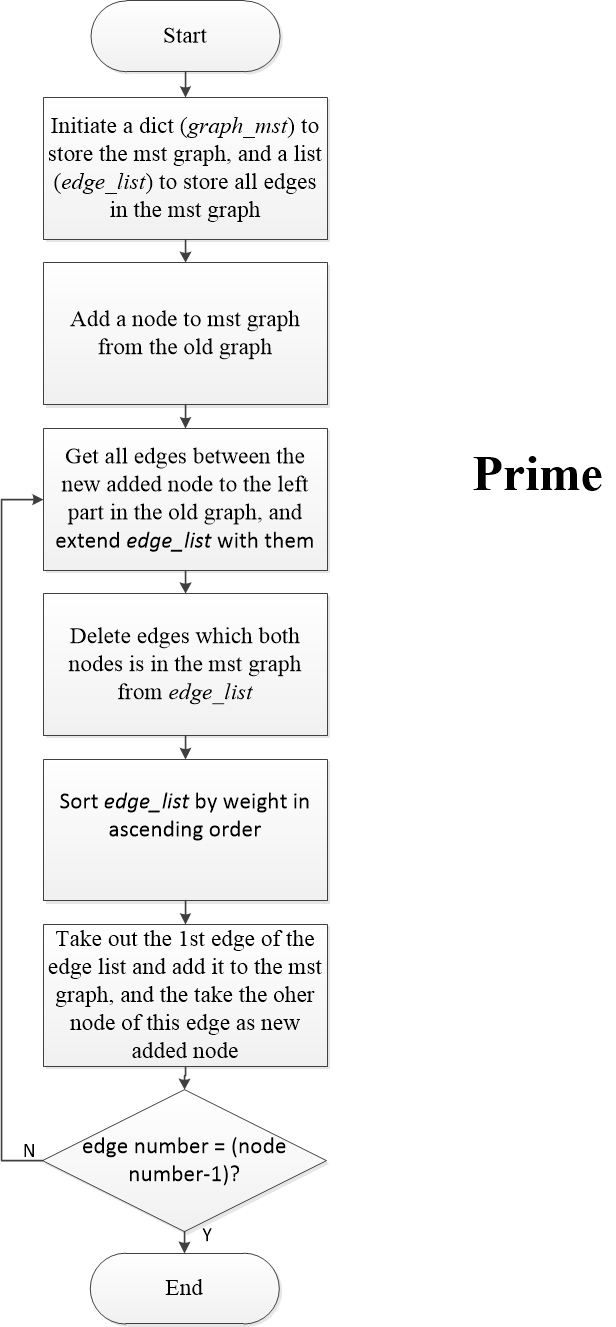 Start
Initiate a dict (graph_mst) to
store the mst graph, and a list
(edge_list) to store all edges
in the mst graph
Add a node to mst graph
from the old graph
Get all edges between the
new added node to the left
part in the old graph, and
extend edge_list with them
Prime
Delete edges which both
nodes is in the mst graph
from edge_list
Sort edge_list by weight in
ascending order
Take out the 1st edge of the
edge list and add it to the mst
graph, and the take the oher
node of this edge as new
added node
edge number = (node
number-1)?
N
Y
End